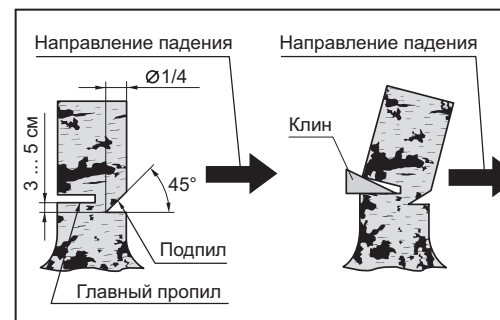 Направление падения
Ø1/4
3 ... 5 см
45°
Подпил
Главный пропил
Направление падения
Клин